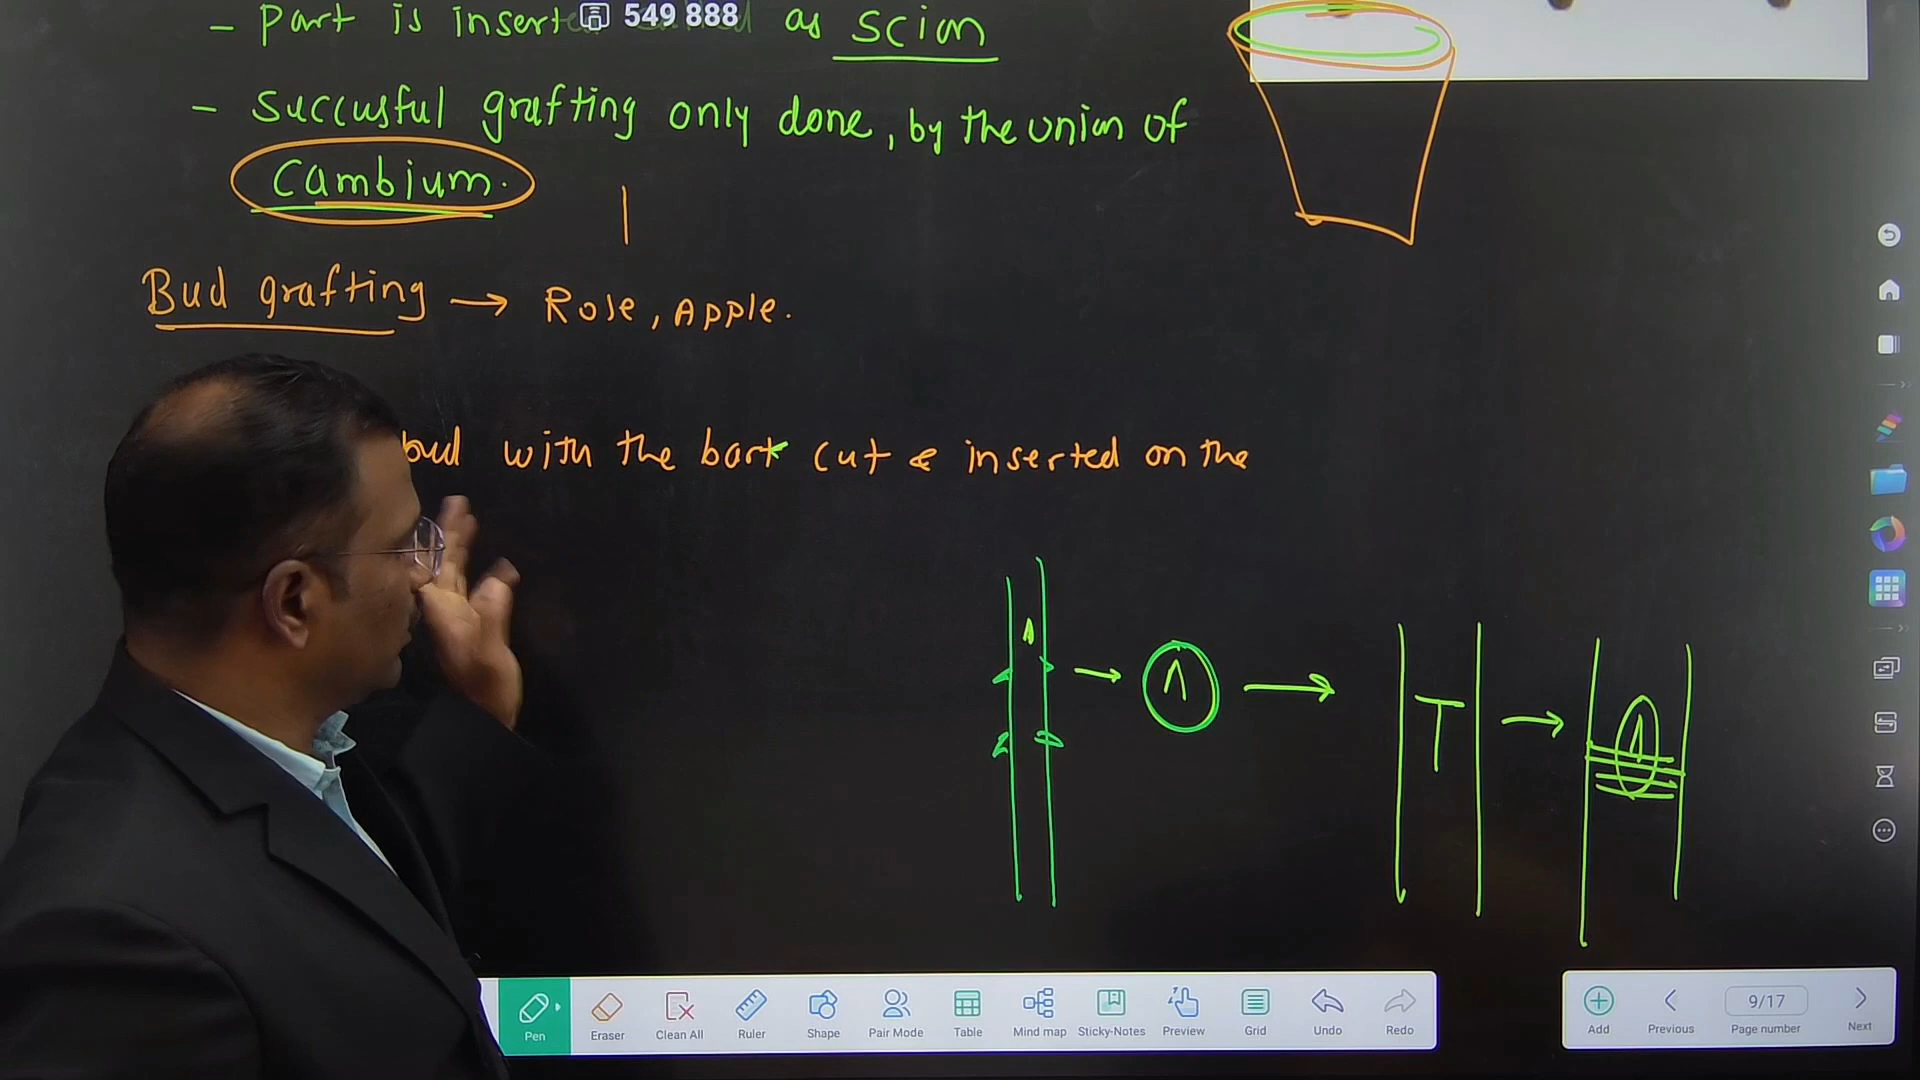 - Part is inserted as Scion
549 888
- Succusful grafting only done, by the union of
Cambium.
Bud grafting → Rose, Apple.
bud with the bark cut & inserted on the
T
Pen
Eraser
Clean All
Ruler
Shape
Pair Mode
Table
Mind map
Sticky-Notes
Preview
Grid
Undo
Redo
Add
Previous
9/17
Page number
Next